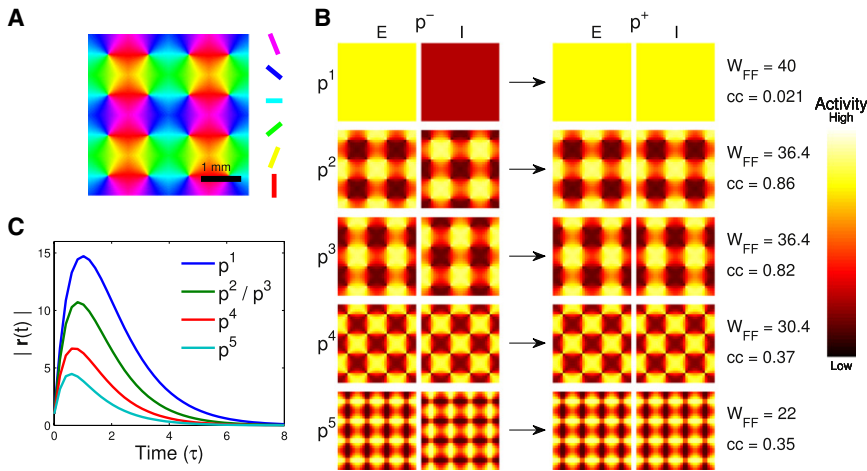 A
1 mm
B
p⁻
p⁺
E
I
E
I
p¹
W_FF = 40
cc = 0.021
p²
W_FF = 36.4
cc = 0.86
p³
W_FF = 36.4
cc = 0.82
p⁴
W_FF = 30.4
cc = 0.37
p⁵
W_FF = 22
cc = 0.35
Activity
High
Low
C
15
10
5
0
| r(t) |
p¹
p² / p³
p⁴
p⁵
0 2 4 6 8
Time (τ)